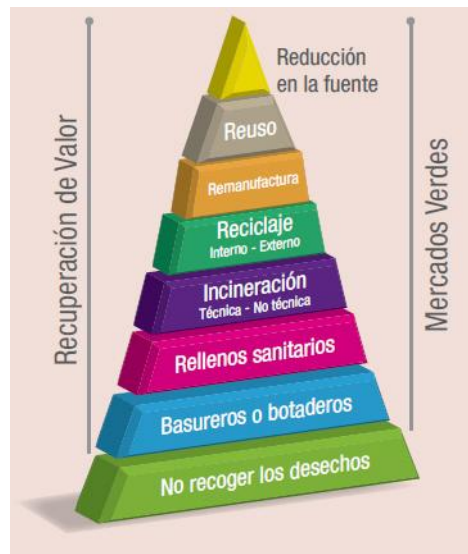 Reducción
en la fuente
Reuso
Remanufactura
Reciclaje
Interno - Externo
Incineración
Técnica - No técnica
Rellenos sanitarios
Basureros o botaderos
No recoger los desechos
Recuperación de Valor
Mercados Verdes